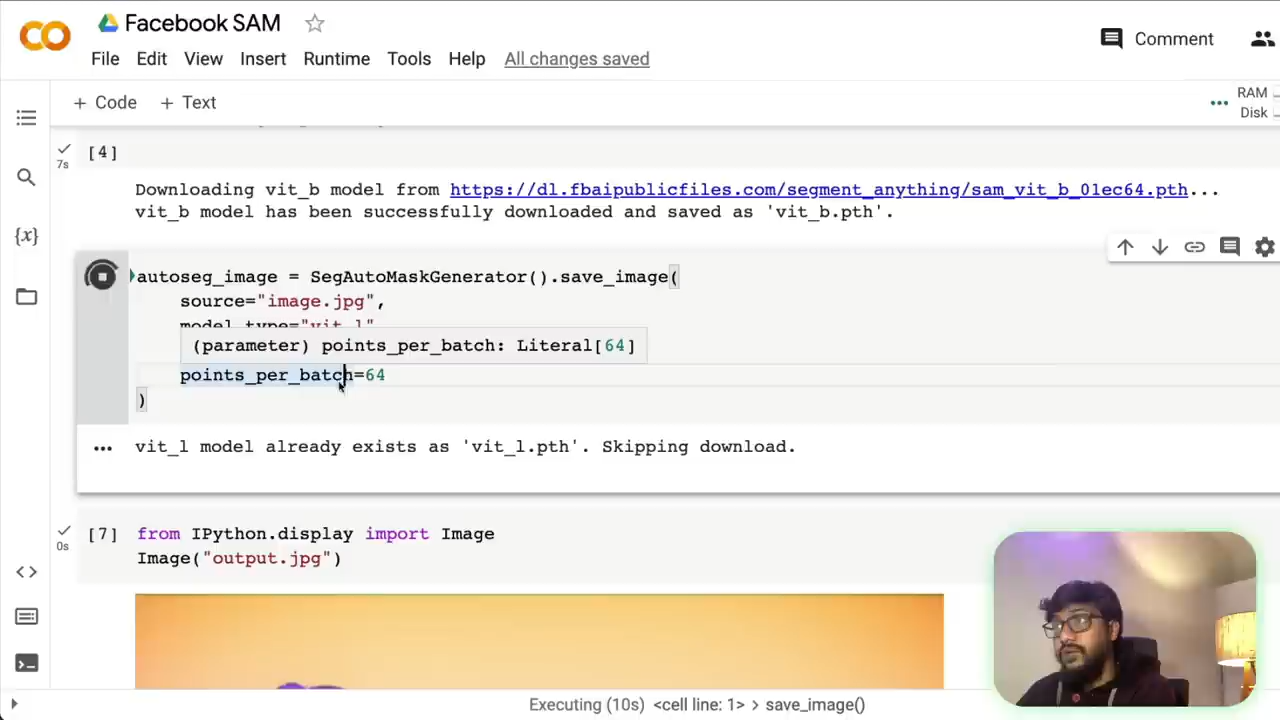 Facebook SAM
File Edit View Insert Runtime Tools Help All changes saved
Comment
+ Code + Text
RAM
Disk
[4]
7s
Downloading vit_b model from https://dl.fbaipublicfiles.com/segment_anything/sam_vit_b_01ec64.pth...
vit_b model has been successfully downloaded and saved as 'vit_b.pth'.
{x}
autoseg_image = SegAutoMaskGenerator().save_image(
source="image.jpg",
model_type="vit_l"
(parameter) points_per_batch: Literal[64]
points_per_batch=64
)
... vit_l model already exists as 'vit_l.pth'. Skipping download.
[7] from IPython.display import Image
0s
Image("output.jpg")
Executing (10s) <cell line: 1> > save_image()